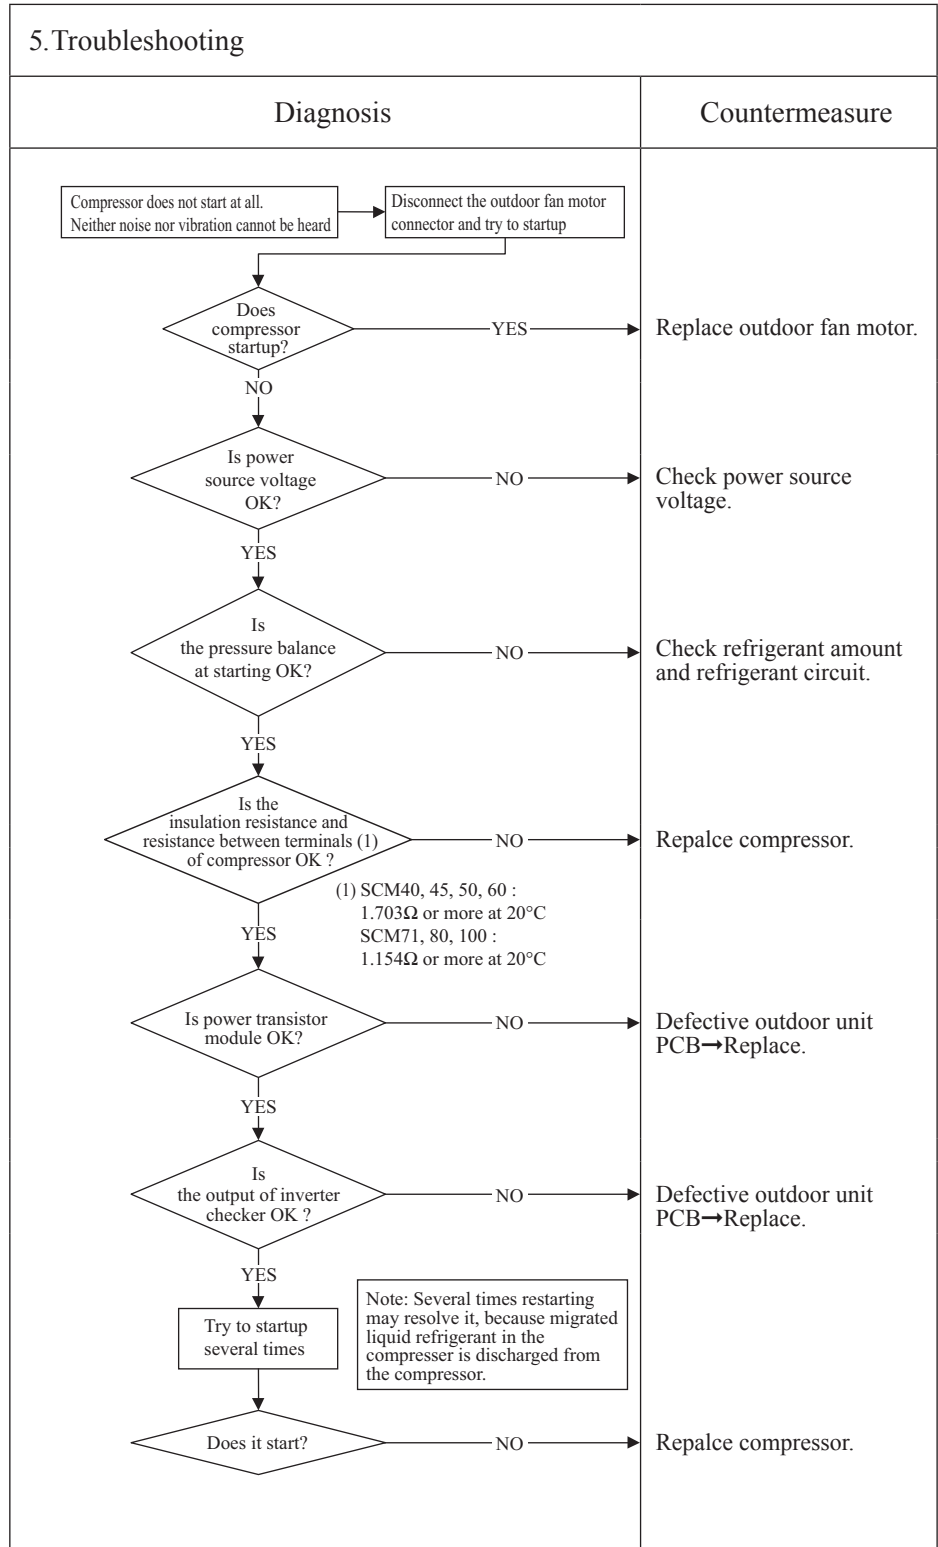 5.Troubleshooting
Diagnosis
Countermeasure
Compressor does not start at all.
Neither noise nor vibration cannot be heard
Disconnect the outdoor fan motor
connector and try to startup
Does
compressor
startup?
YES
Replace outdoor fan motor.
NO
Is power
source voltage
OK?
NO
Check power source
voltage.
YES
Is
the pressure balance
at starting OK?
NO
Check refrigerant amount
and refrigerant circuit.
YES
Is the
insulation resistance and
resistance between terminals (1)
of compressor OK ?
NO
Repalce compressor.
(1) SCM40, 45, 50, 60 :
1.703Ω or more at 20°C
SCM71, 80, 100 :
1.154Ω or more at 20°C
YES
Is power transistor
module OK?
NO
Defective outdoor unit
PCB→Replace.
YES
Is
the output of inverter
checker OK ?
NO
Defective outdoor unit
PCB→Replace.
YES
Try to startup
several times
Note: Several times restarting
may resolve it, because migrated
liquid refrigerant in the
compresser is discharged from
the compressor.
Does it start?
NO
Repalce compressor.